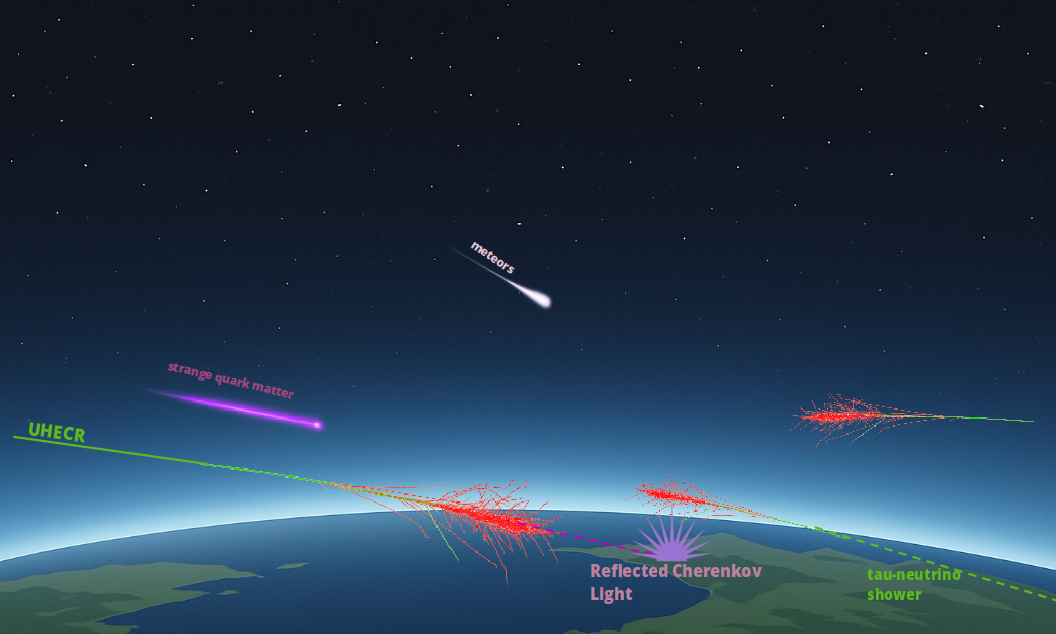 meteors
strange quark matter
UHECR
Reflected Cherenkov
Light
tau-neutrino
shower